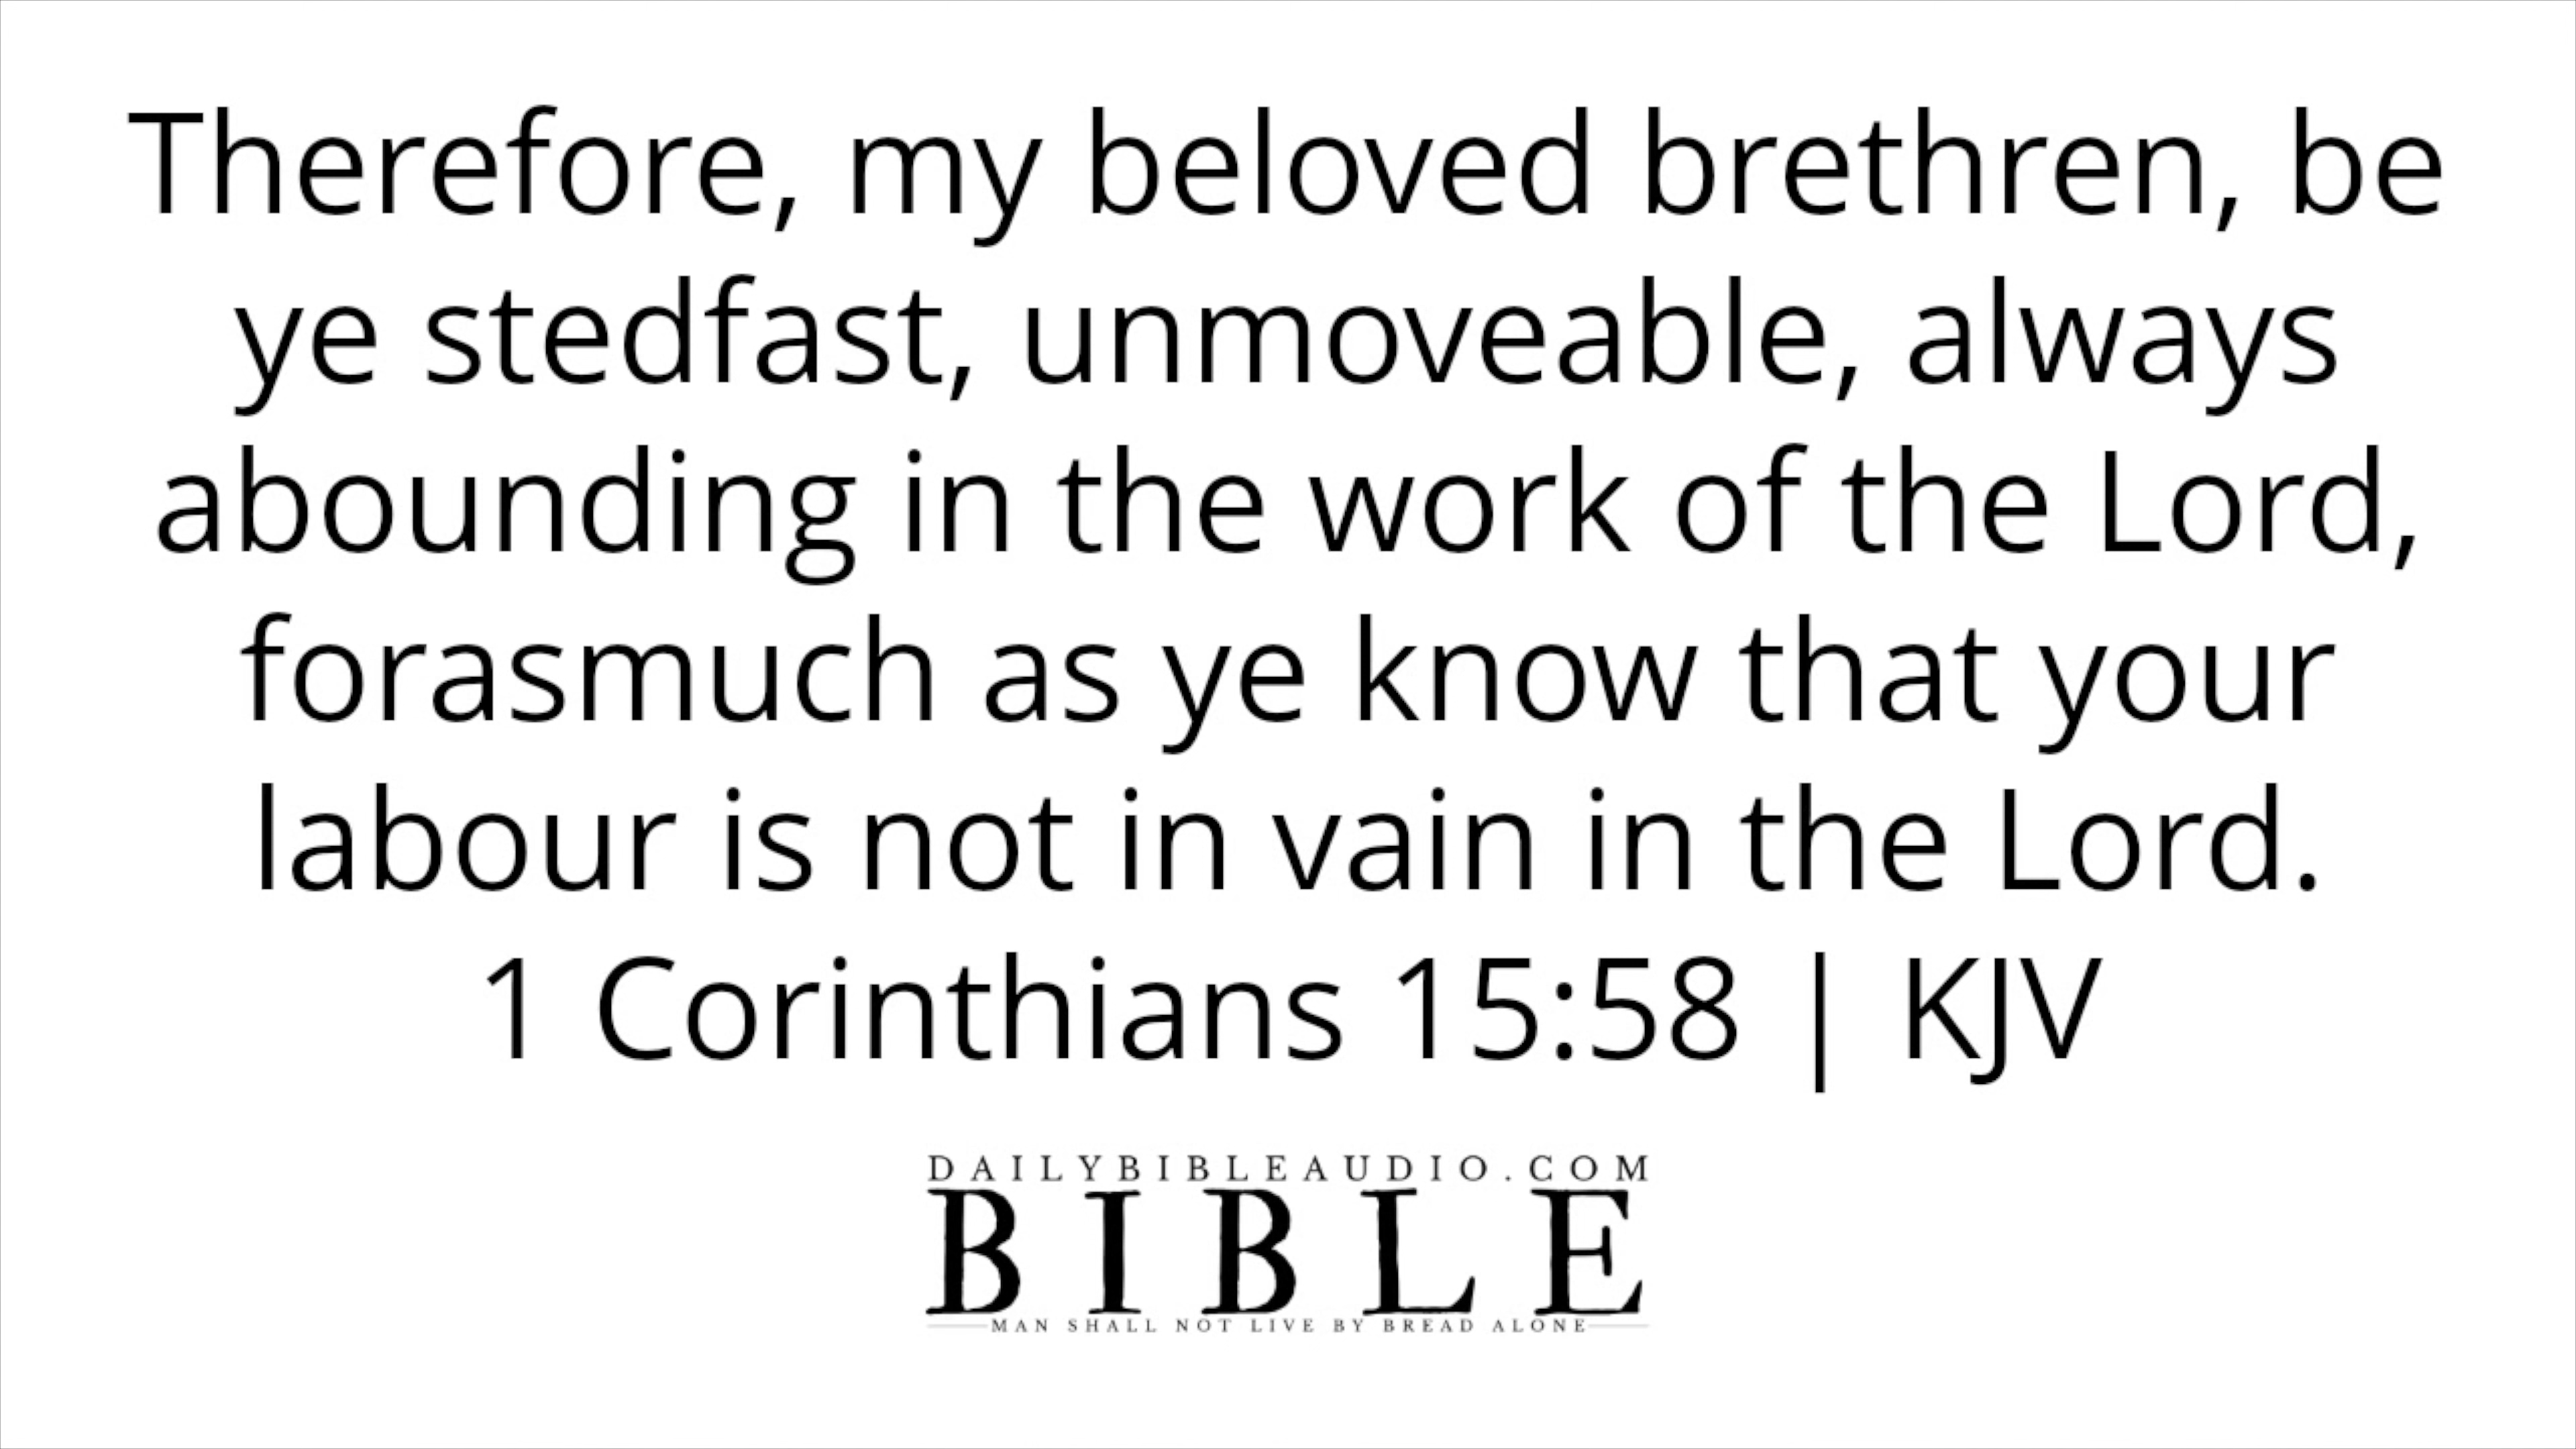 Therefore, my beloved brethren, be
ye stedfast, unmoveable, always
abounding in the work of the Lord,
forasmuch as ye know that your
labour is not in vain in the Lord.
1 Corinthians 15:58 | KJV
DAILYBIBLEAUDIO.COM
BIBLE
MAN SHALL NOT LIVE BY BREAD ALONE